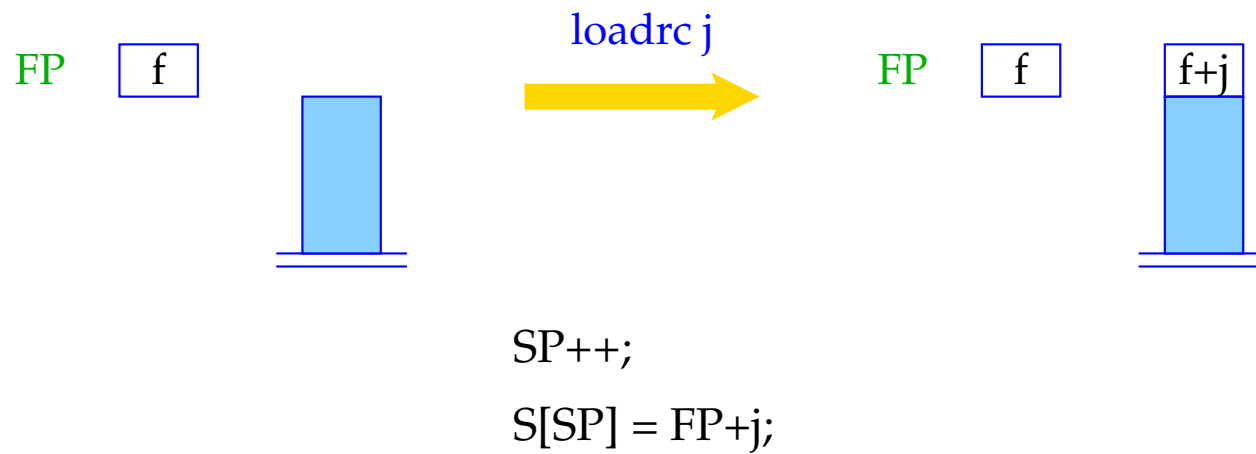 loadrc j
FP f FP f f+j
SP++;
S[SP] = FP+j;